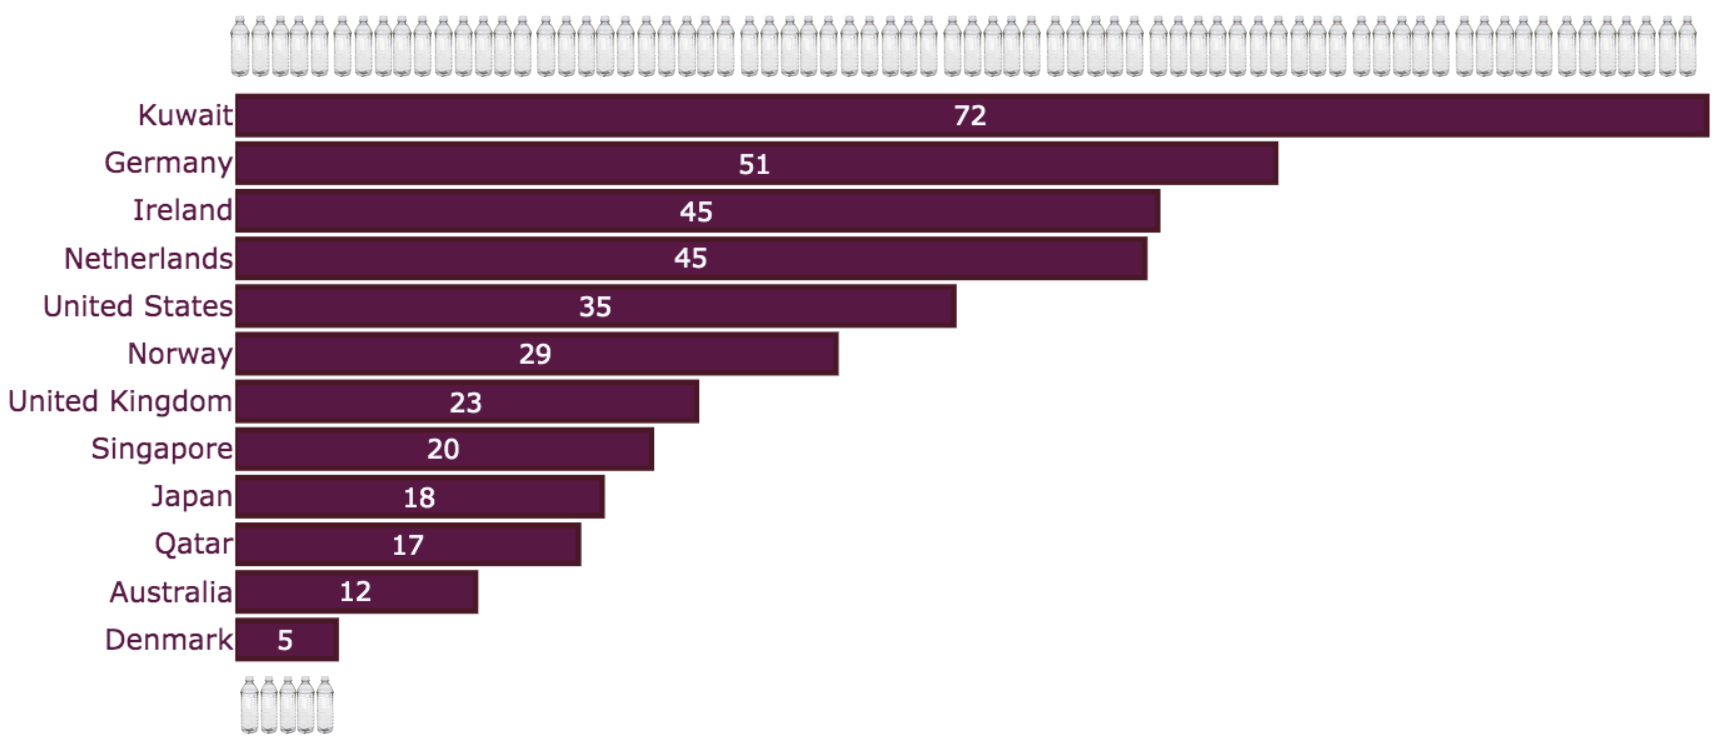 Kuwait 72
Germany 51
Ireland 45
Netherlands 45
United States 35
Norway 29
United Kingdom 23
Singapore 20
Japan 18
Qatar 17
Australia 12
Denmark 5